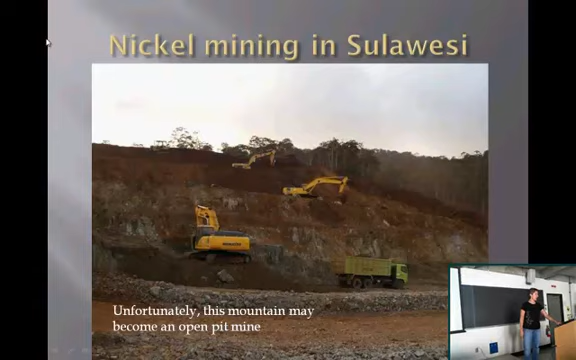 Nickel mining in Sulawesi
Unfortunately, this mountain may
become an open pit mine